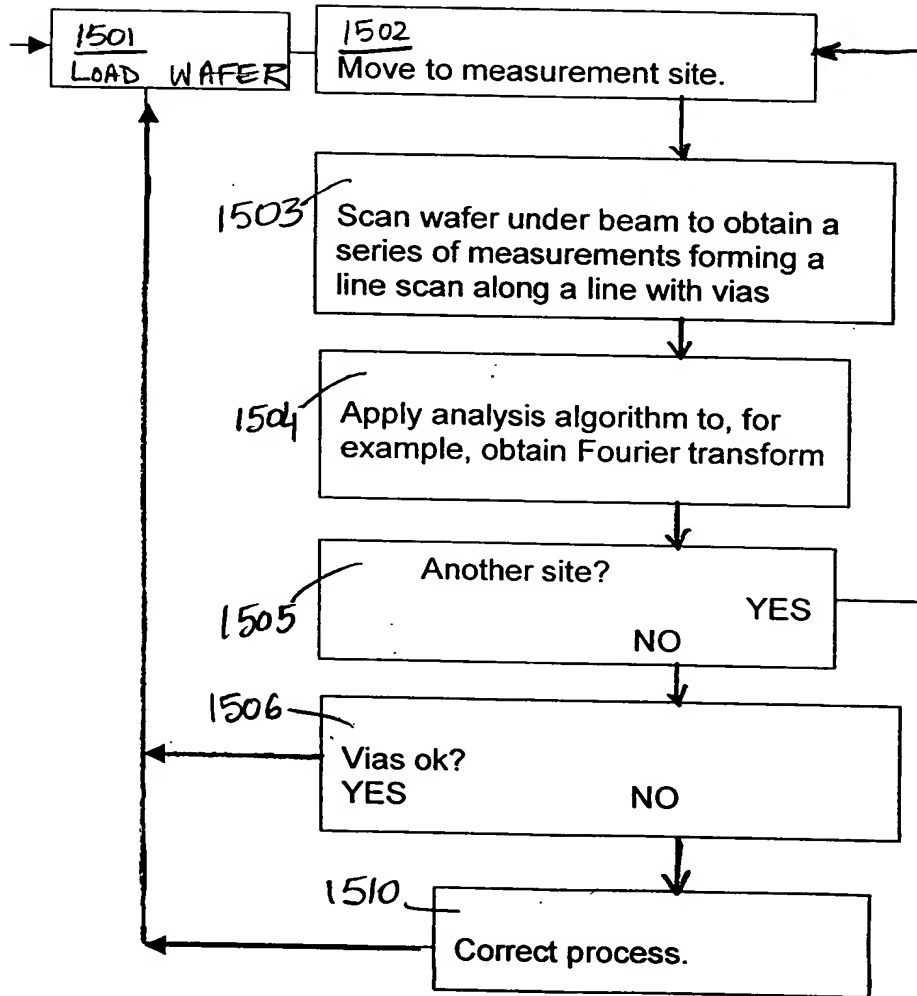 1501
LOAD WAFER
1502
Move to measurement site.
1503
Scan wafer under beam to obtain a
series of measurements forming a
line scan along a line with vias
1504
Apply analysis algorithm to, for
example, obtain Fourier transform
1505
Another site?
YES
NO
1506
Vias ok?
YES NO
1510
Correct process.